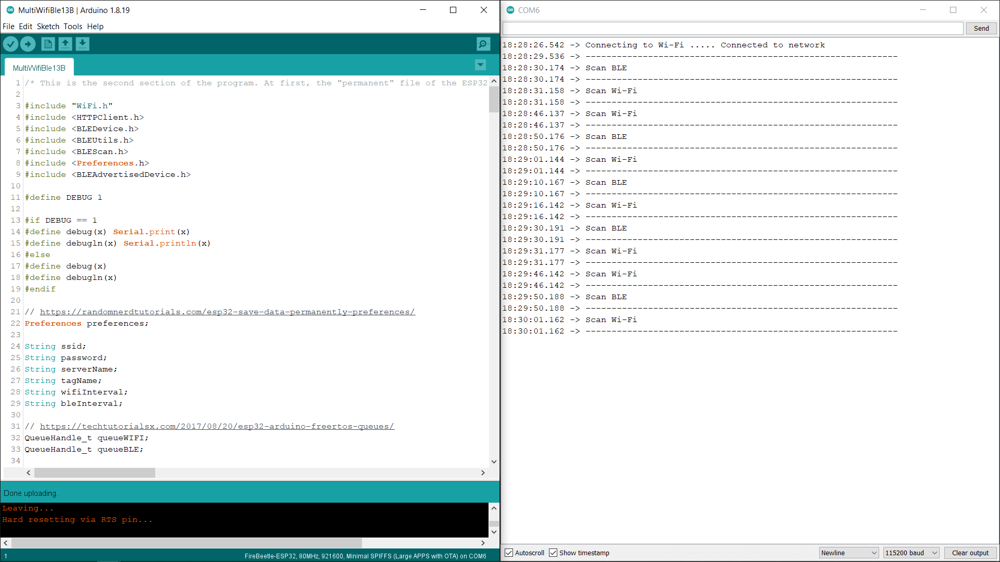 MultiWifiBle13B | Arduino 1.8.19
File Edit Sketch Tools Help
MultiWifiBle13B
1 /* This is the second section of the program. At first, the "permanent" file of the ESP32
2
3 #include "WiFi.h"
4 #include <HTTPClient.h>
5 #include <BLEDevice.h>
6 #include <BLEUtils.h>
7 #include <BLEScan.h>
8 #include <Preferences.h>
9 #include <BLEAdvertisedDevice.h>
10
11 #define DEBUG 1
12
13 #if DEBUG == 1
14 #define debug(x) Serial.print(x)
15 #define debugln(x) Serial.println(x)
16 #else
17 #define debug(x)
18 #define debugln(x)
19 #endif
20
21 // https://randomnerdtutorials.com/esp32-save-data-permanently-preferences/
22 Preferences preferences;
23
24 String ssid;
25 String password;
26 String serverName;
27 String tagName;
28 String wifiInterval;
29 String bleInterval;
30
31 // https://techtutorialsx.com/2017/08/20/esp32-arduino-freertos-queues/
32 QueueHandle_t queueWIFI;
33 QueueHandle_t queueBLE;
34
Done uploading.
Leaving...
Hard resetting via RTS pin...
1 FireBeetle-ESP32, 80MHz, 921600, Minimal SPIFFS (Large APPS with OTA) on COM6
COM6
Send
18:28:26.542 -> Connecting to Wi-Fi ..... Connected to network
18:28:29.536 -> ------------------------------------------------------------
18:28:30.174 -> Scan BLE
18:28:30.174 -> ------------------------------------------------------------
18:28:31.158 -> Scan Wi-Fi
18:28:31.158 -> ------------------------------------------------------------
18:28:46.137 -> Scan Wi-Fi
18:28:46.137 -> ------------------------------------------------------------
18:28:50.176 -> Scan BLE
18:28:50.176 -> ------------------------------------------------------------
18:29:01.144 -> Scan Wi-Fi
18:29:01.144 -> ------------------------------------------------------------
18:29:10.167 -> Scan BLE
18:29:10.167 -> ------------------------------------------------------------
18:29:16.142 -> Scan Wi-Fi
18:29:16.142 -> ------------------------------------------------------------
18:29:30.191 -> Scan BLE
18:29:30.191 -> ------------------------------------------------------------
18:29:31.177 -> Scan Wi-Fi
18:29:31.177 -> ------------------------------------------------------------
18:29:46.142 -> Scan Wi-Fi
18:29:46.142 -> ------------------------------------------------------------
18:29:50.188 -> Scan BLE
18:29:50.188 -> ------------------------------------------------------------
18:30:01.162 -> Scan Wi-Fi
18:30:01.162 -> ------------------------------------------------------------
Autoscroll Show timestamp Newline 115200 baud Clear output